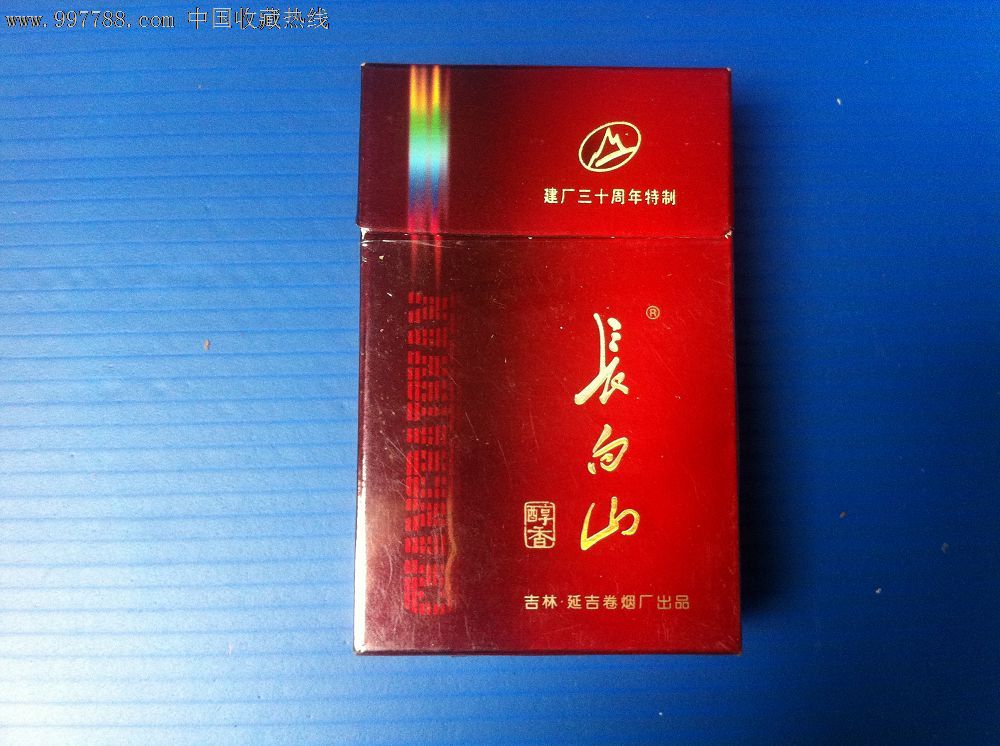 www.997788.com 中国收藏热线
建厂三十周年特制
長白山®
醇香
吉林·延吉卷烟厂出品